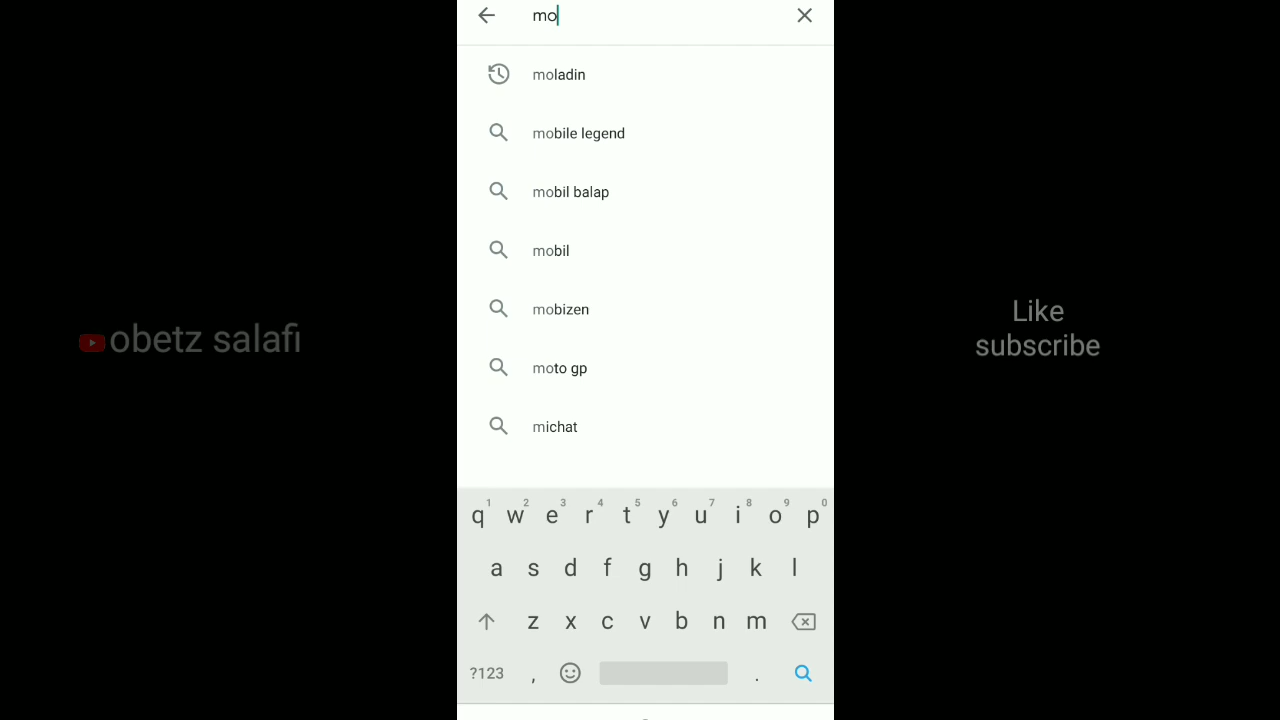 mo
moladin
mobile legend
mobil balap
mobil
mobizen
moto gp
michat
obetz salafi
Like
subscribe
1 2 3 4 5 6 7 8 9 0
q w e r t y u i o p
a s d f g h j k l
z x c v b n m
?123 , .